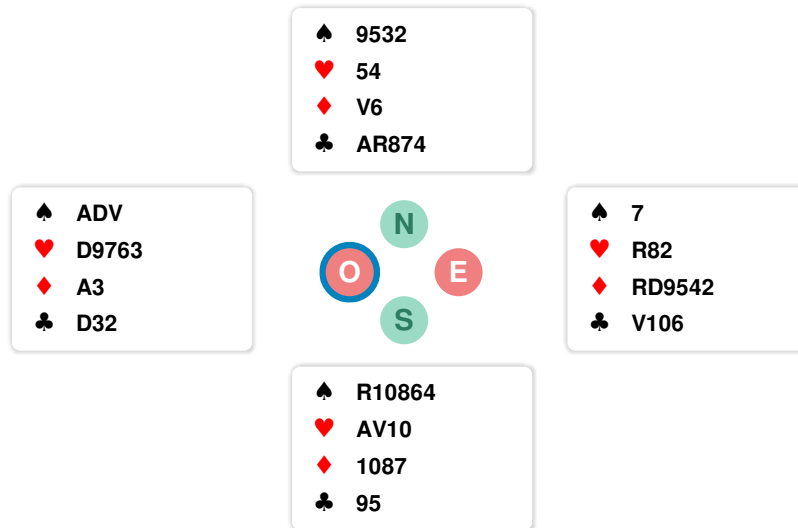 ♠ 9532
♥ 54
♦ V6
♣ AR874
♠ ADV
♥ D9763
♦ A3
♣ D32
N
O
E
S
♠ 7
♥ R82
♦ RD9542
♣ V106
♠ R10864
♥ AV10
♦ 1087
♣ 95